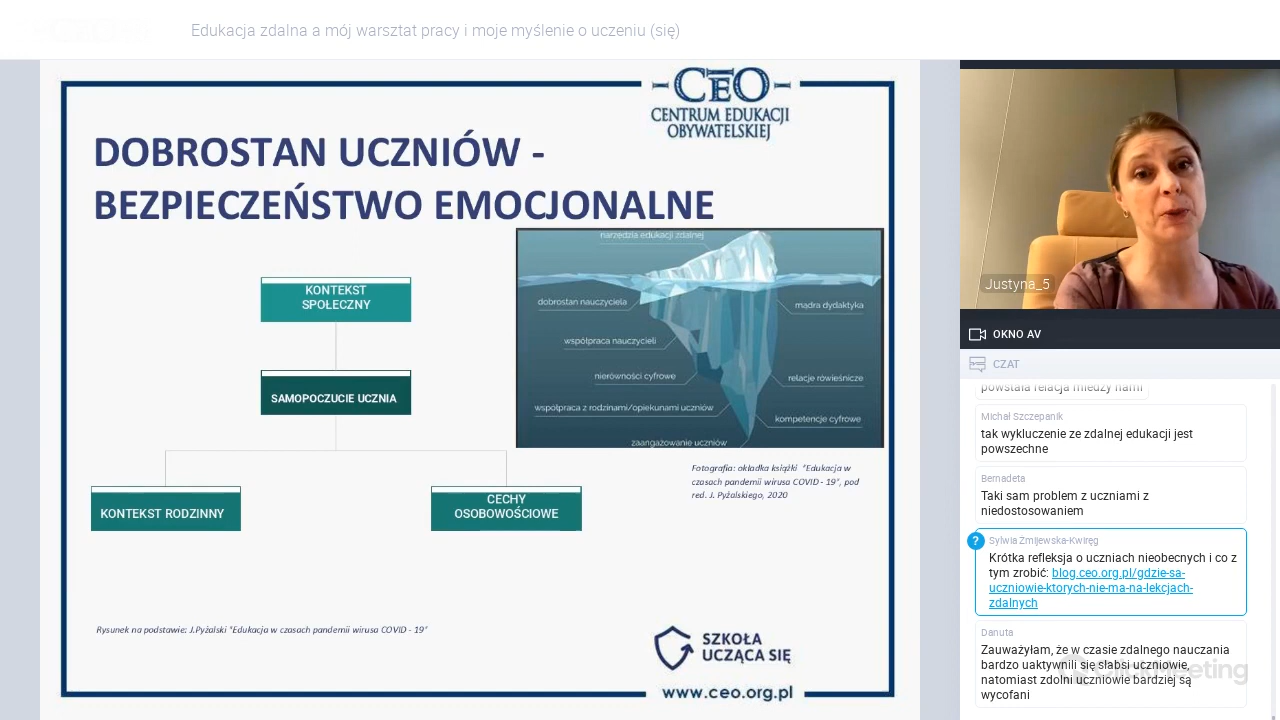 Edukacja zdalna a mój warsztat pracy i moje myślenie o uczeniu (się)
CEO
CENTRUM EDUKACJI
OBYWATELSKIEJ
DOBROSTAN UCZNIÓW -
BEZPIECZEŃSTWO EMOCJONALNE
KONTEKST
SPOŁECZNY
SAMOPOCZUCIE UCZNIA
KONTEKST RODZINNY
CECHY
OSOBOWOŚCIOWE
narzędzia edukacji zdalnej
dobrostan nauczyciela
mądra dydaktyka
współpraca nauczycieli
nierówności cyfrowe
relacje rówieśnicze
współpraca z rodzinami/opiekunami uczniów
kompetencje cyfrowe
zaangażowanie uczniów
Fotografia: okładka książki "Edukacja w
czasach pandemii wirusa COVID - 19", pod
red. J. Pyżalskiego, 2020
Rysunek na podstawie: J.Pyżalski "Edukacja w czasach pandemii wirusa COVID - 19"
SZKOŁA
UCZĄCA SIĘ
www.ceo.org.pl
Justyna_5
OKNO AV
CZAT
powstała relacja miedzy nami
Michał Szczepanik
tak wykluczenie ze zdalnej edukacji jest
powszechne
Bernadeta
Taki sam problem z uczniami z
niedostosowaniem
?
Sylwia Żmijewska-Kwiręg
Krótka refleksja o uczniach nieobecnych i co z
tym zrobić: blog.ceo.org.pl/gdzie-sa-
uczniowie-ktorych-nie-ma-na-lekcjach-
zdalnych
Danuta
Zauważyłam, że w czasie zdalnego nauczania
bardzo uaktywnili się słabsi uczniowie,
natomiast zdolni uczniowie bardziej są
wycofani
ClickMeeting